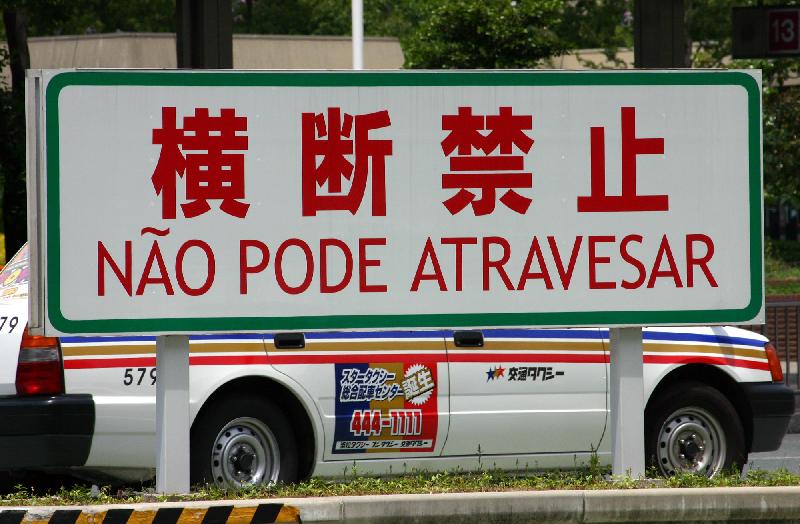 13
横断禁止
NÃO PODE ATRAVESAR
79
579
スタータクシー
総合配車センター誕生
444-1111
交通タクシー